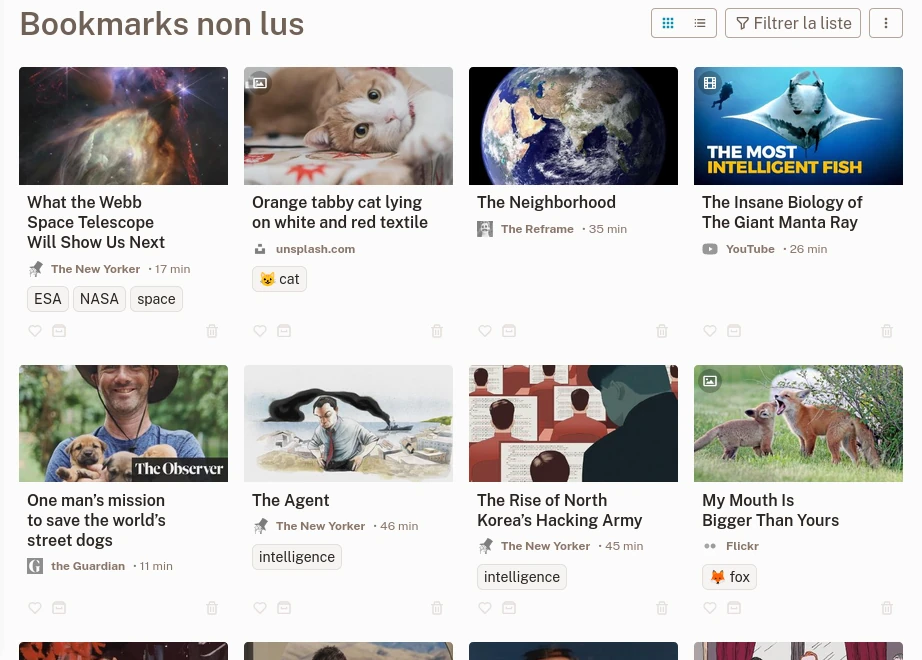 Bookmarks non lus
Filtrer la liste
THE MOST
INTELLIGENT FISH
What the Webb
Space Telescope
Will Show Us Next
The New Yorker • 17 min
ESA NASA space
Orange tabby cat lying
on white and red textile
unsplash.com
😺 cat
The Neighborhood
The Reframe • 35 min
The Insane Biology of
The Giant Manta Ray
YouTube • 26 min
The Observer
One man’s mission
to save the world’s
street dogs
the Guardian • 11 min
The Agent
The New Yorker • 46 min
intelligence
The Rise of North
Korea’s Hacking Army
The New Yorker • 45 min
intelligence
My Mouth Is
Bigger Than Yours
Flickr
🦊 fox